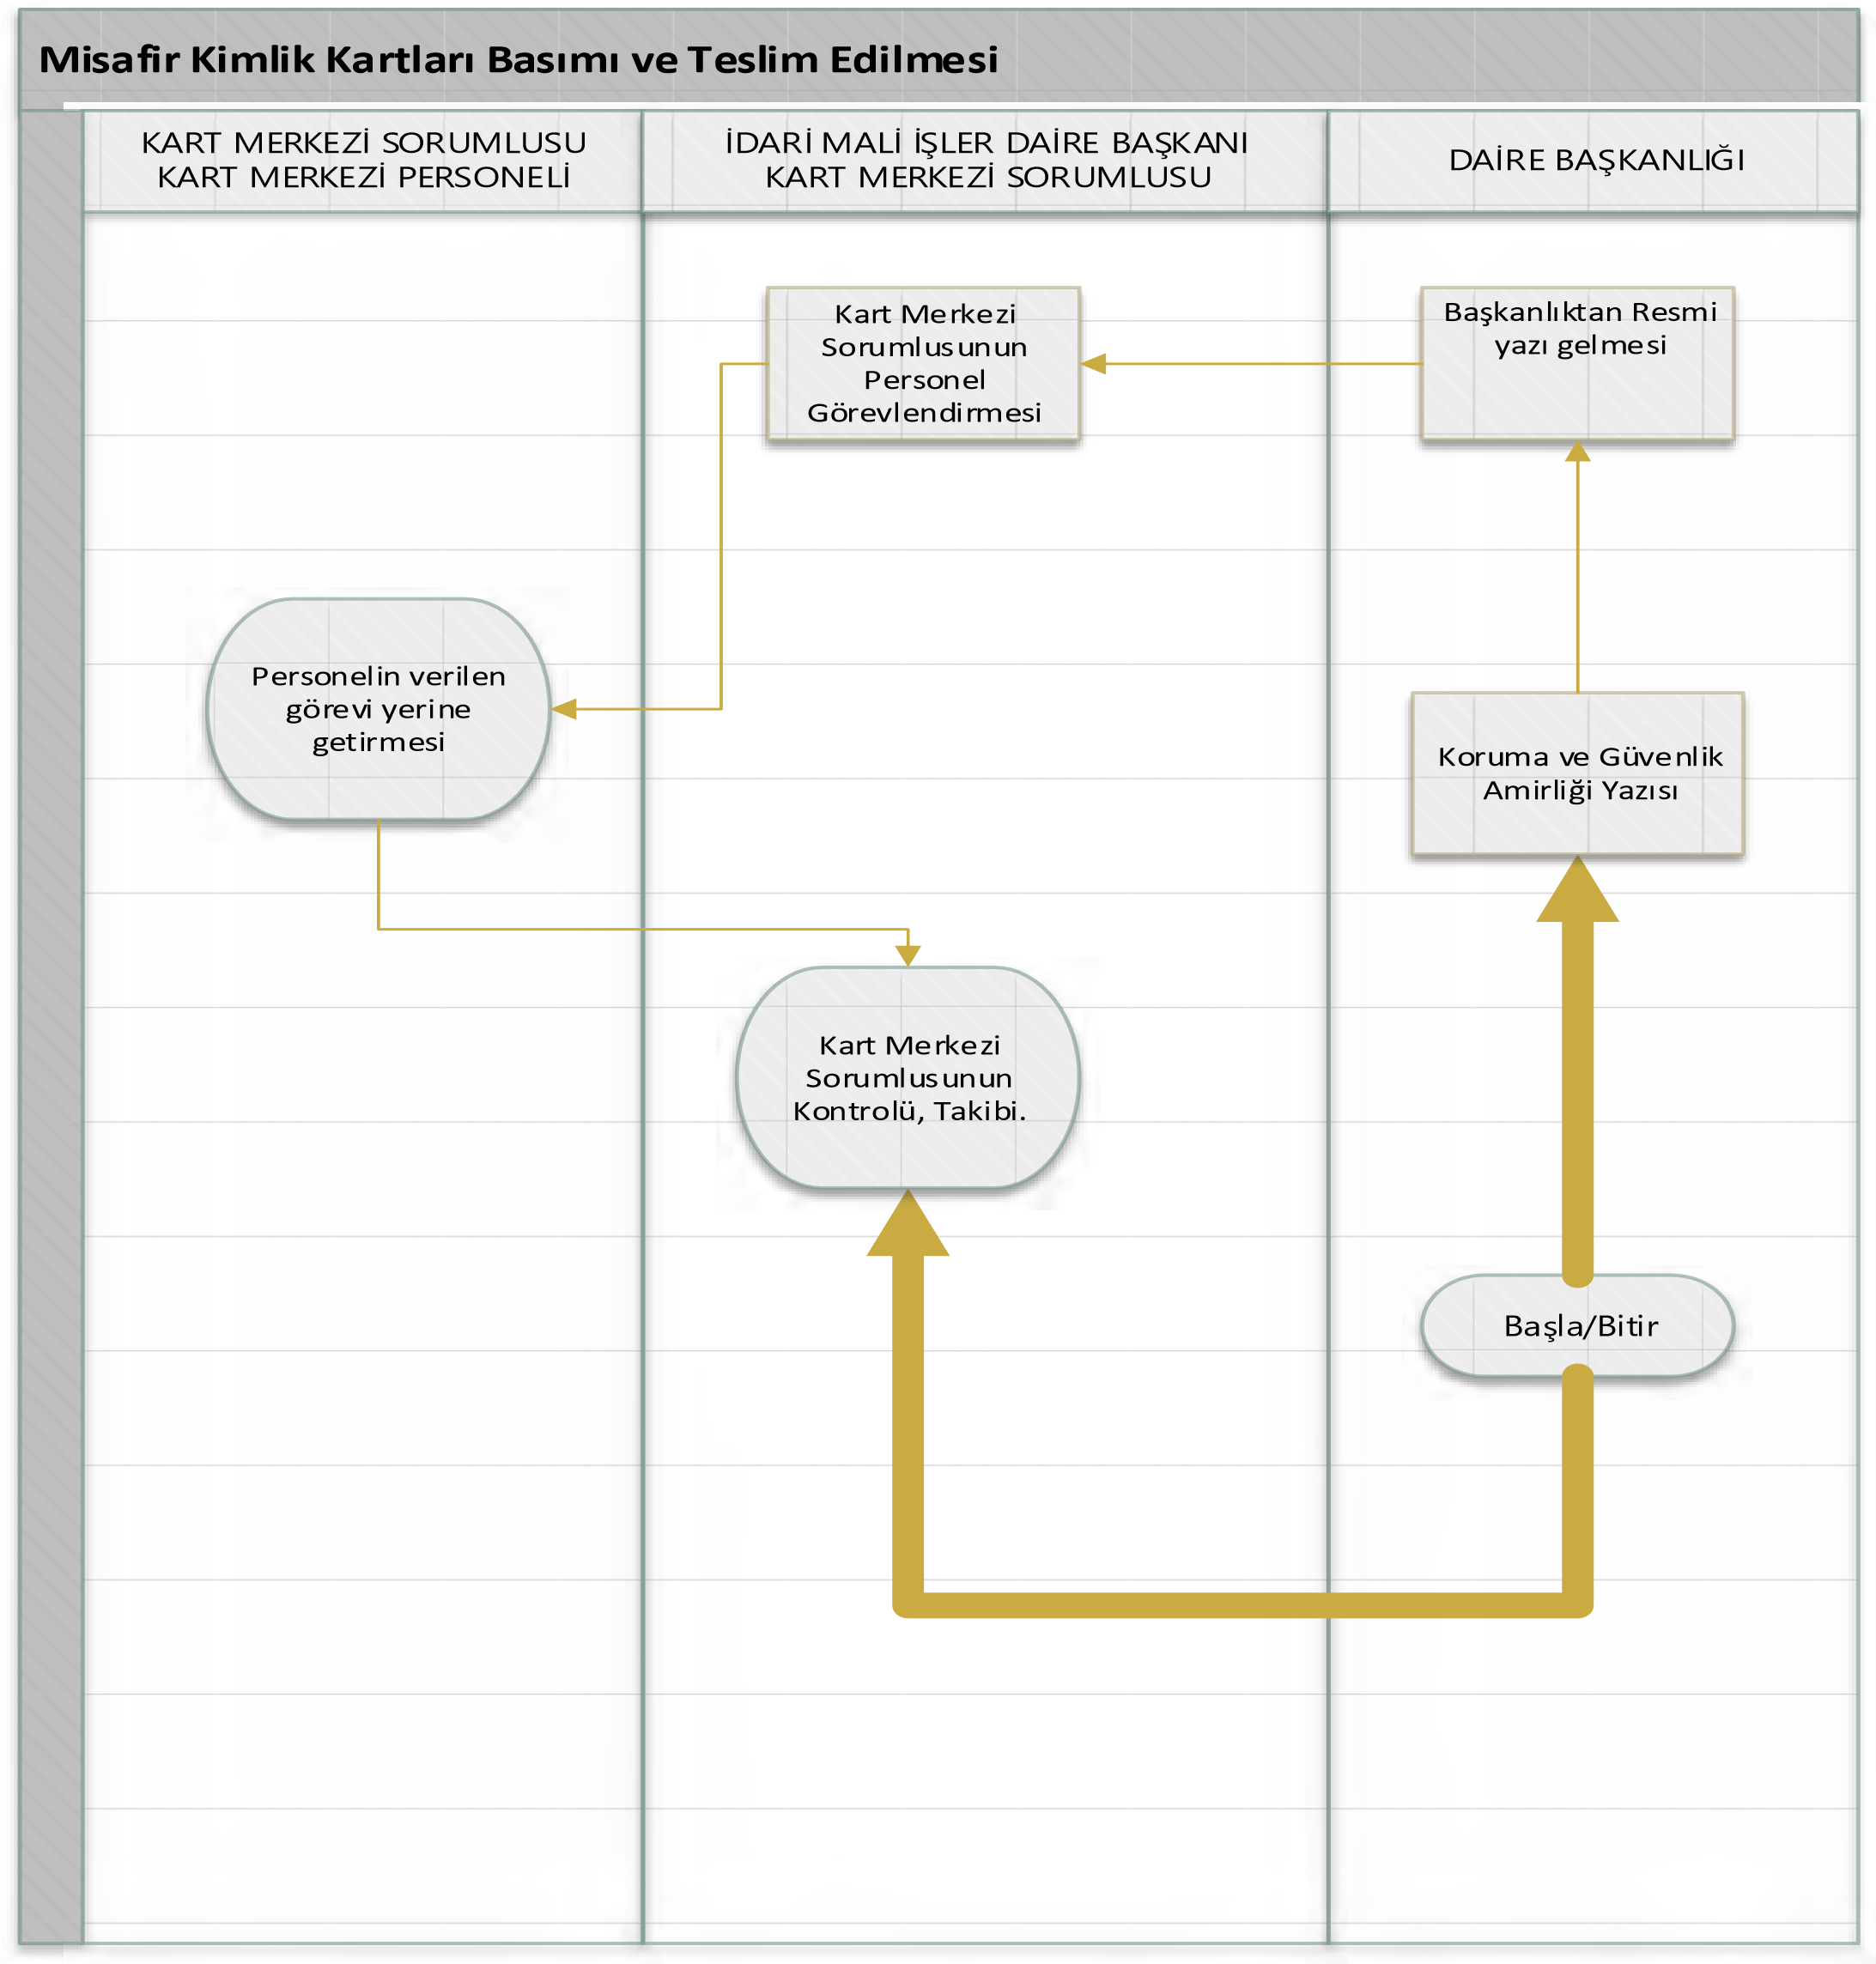 Misafir Kimlik Kartları Basımı ve Teslim Edilmesi
KART MERKEZİ SORUMLUSU
KART MERKEZİ PERSONELİ
İDARİ MALİ İŞLER DAİRE BAŞKANI
KART MERKEZİ SORUMLUSU
DAİRE BAŞKANLIĞI
Kart Merkezi
Sorumlusunun
Personel
Görevlendirmesi
Başkanlıktan Resmi
yazı gelmesi
Personelin verilen
görevi yerine
getirmesi
Koruma ve Güvenlik
Amirliği Yazısı
Kart Merkezi
Sorumlusunun
Kontrolü, Takibi.
Başla/Bitir